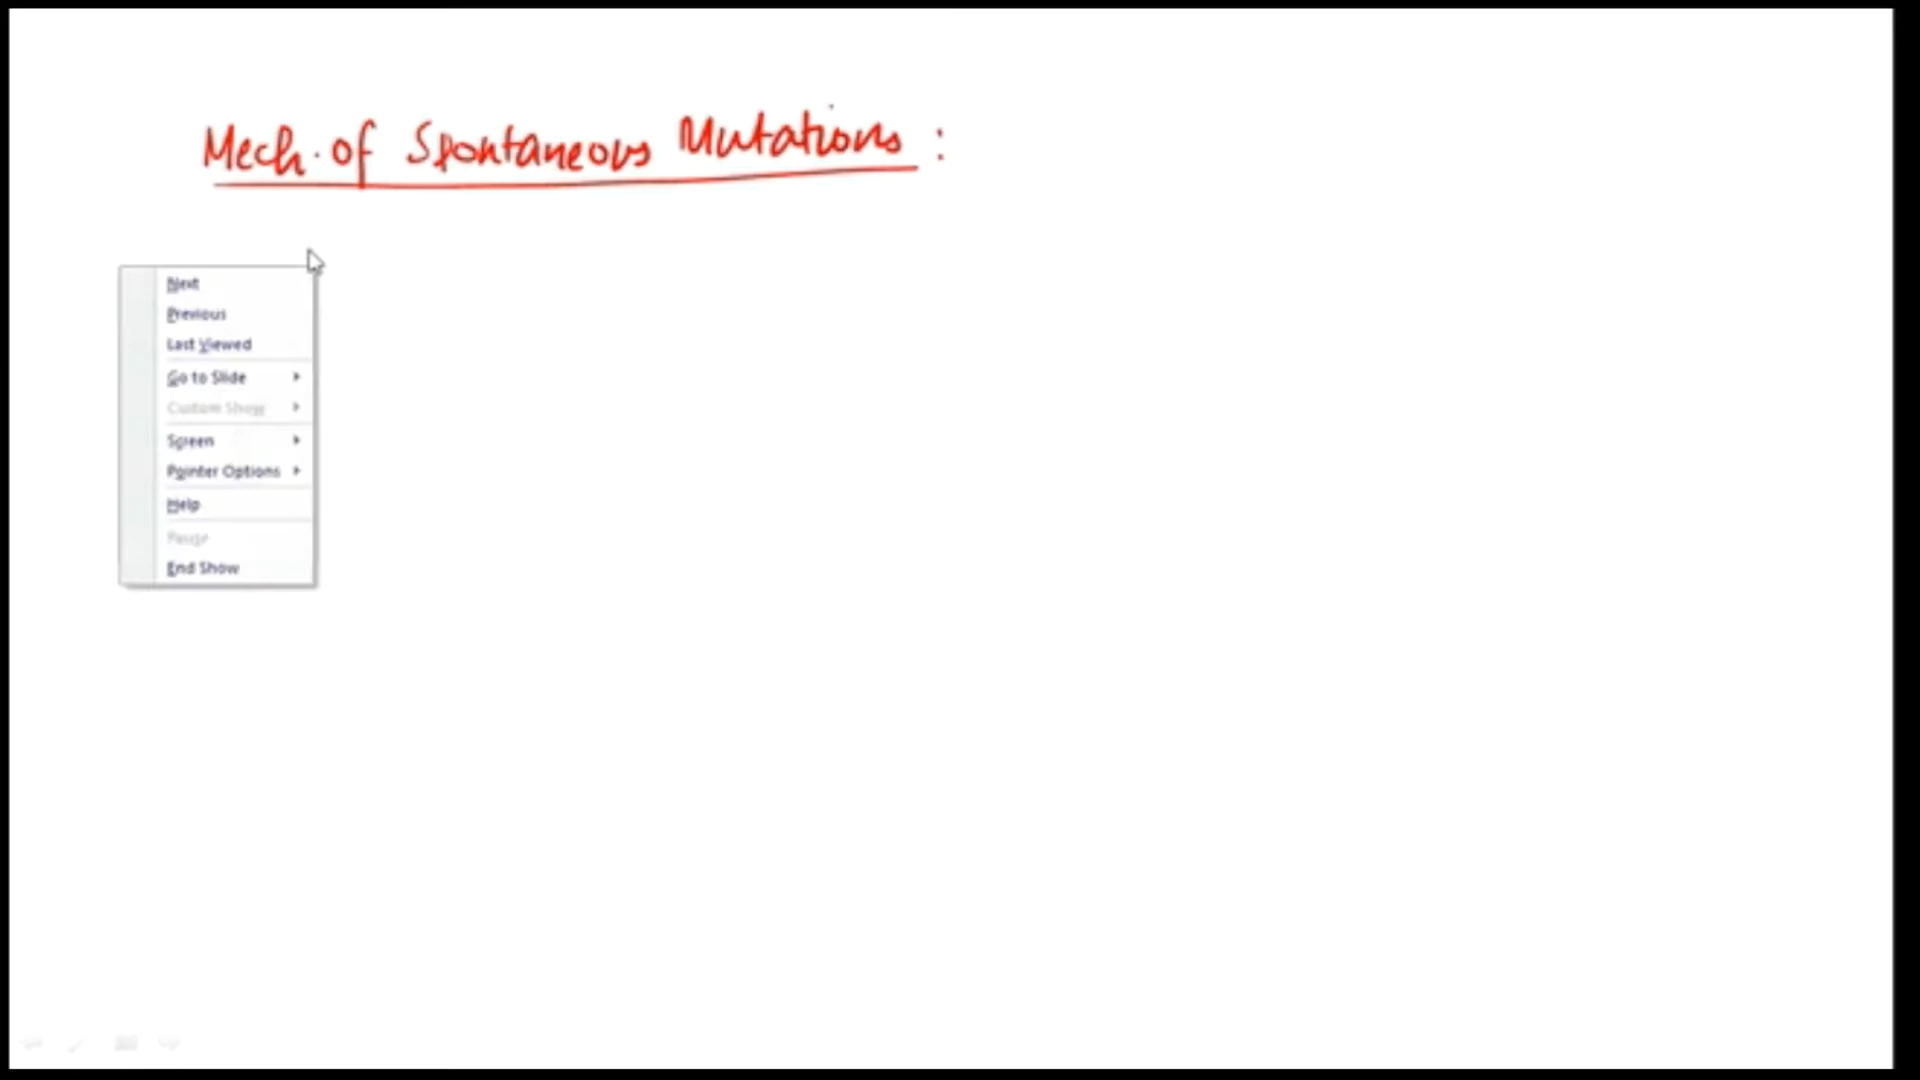 Mech. of Spontaneous Mutations :
Next
Previous
Last Viewed
Go to Slide
Custom Show
Screen
Pointer Options
Help
Pause
End Show